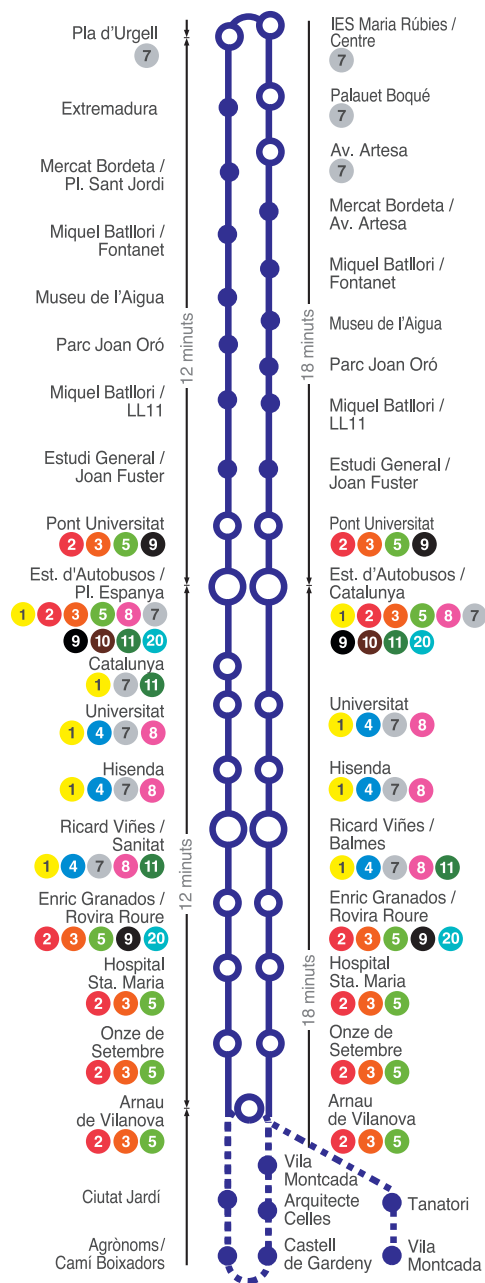 Pla d'Urgell
7
Extremadura
Mercat Bordeta /
Pl. Sant Jordi
Miquel Batllori /
Fontanet
Museu de l'Aigua
Parc Joan Oró
Miquel Batllori /
LL11
Estudi General /
Joan Fuster
Pont Universitat
2 3 5 9
Est. d'Autobusos /
Pl. Espanya
1 2 3 5 8 7
9 10 11 20
Catalunya
1 7 11
Universitat
1 4 7 8
Hisenda
1 4 7 8
Ricard Viñes /
Sanitat
1 4 7 8 11
Enric Granados /
Rovira Roure
2 3 5 9 20
Hospital
Sta. Maria
2 3 5
Onze de
Setembre
2 3 5
Arnau
de Vilanova
2 3 5
Ciutat Jardí
Agrònoms/
Camí Boixadors
12 minuts
12 minuts
IES Maria Rúbies /
Centre
7
Palauet Boqué
7
Av. Artesa
7
Mercat Bordeta /
Av. Artesa
Miquel Batllori /
Fontanet
Museu de l'Aigua
Parc Joan Oró
Miquel Batllori /
LL11
Estudi General /
Joan Fuster
Pont Universitat
2 3 5 9
Est. d'Autobusos /
Catalunya
1 2 3 5 8 7
9 10 11 20
Universitat
1 4 7 8
Hisenda
1 4 7 8
Ricard Viñes /
Balmes
1 4 7 8 11
Enric Granados /
Rovira Roure
2 3 5 9 20
Hospital
Sta. Maria
2 3 5
Onze de
Setembre
2 3 5
Arnau
de Vilanova
2 3 5
18 minuts
18 minuts
Vila
Montcada
Arquitecte
Celles
Castell
de Gardeny
Tanatori
Vila
Montcada